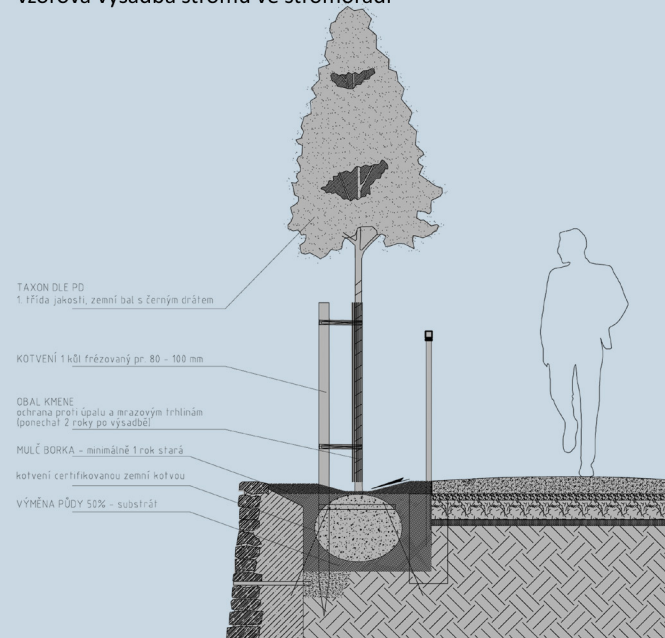 vzorová výsadba stromu ve stromořadí
TAXON DLE PD
1. třída jakosti, zemní bal s černým drátem
KOTVENÍ 1 kůl frézovaný pr. 80 - 100 mm
OBAL KMENE
ochrana proti úpalu a mrazovým trhlinám
(ponechat 2 roky po výsadbě)
MULČ BORKA - minimálně 1 rok stará
kotvení certifikovanou zemní kotvou
VÝMĚNA PŮDY 50% - substrát